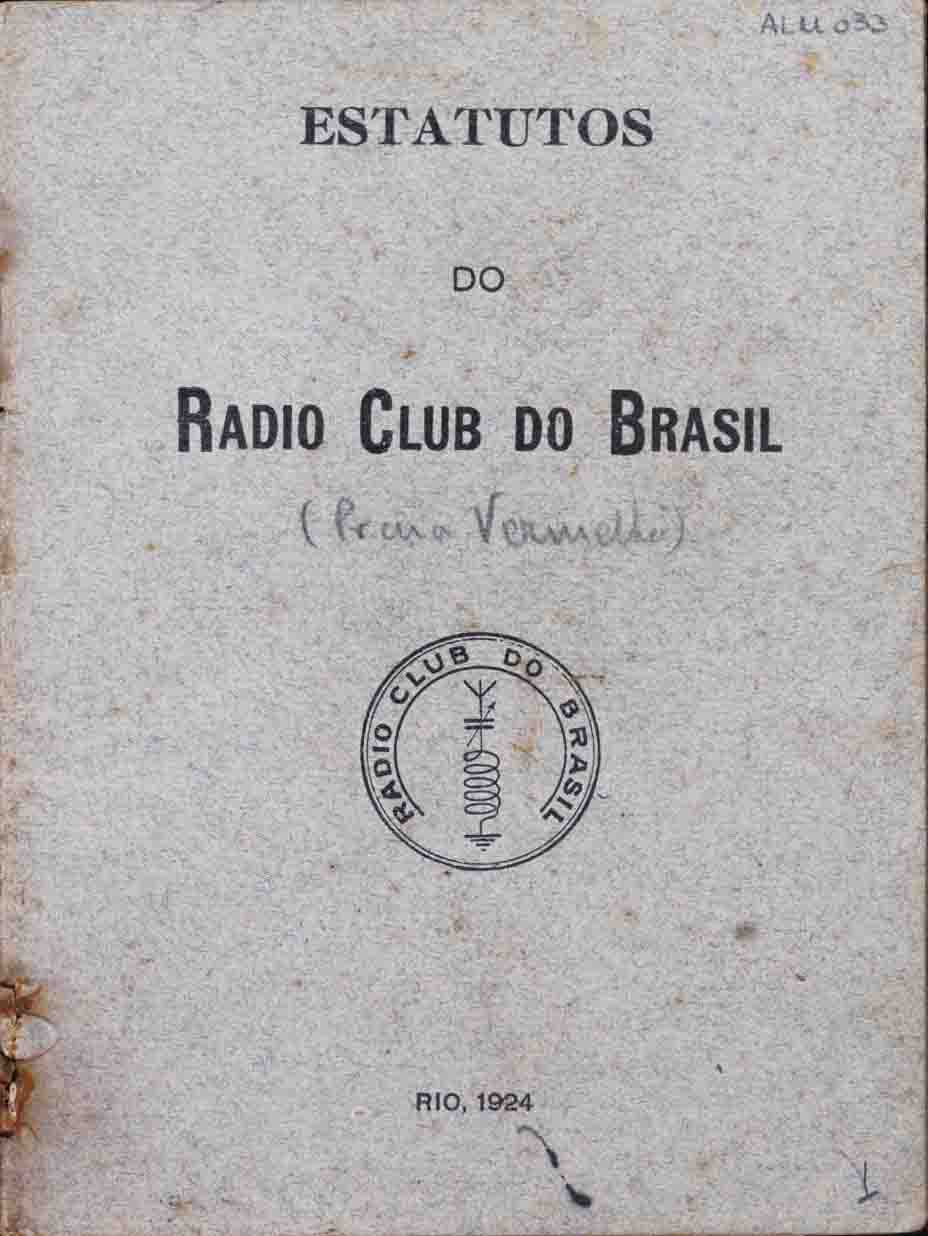 ALU 033
ESTATUTOS
DO
RADIO CLUB DO BRASIL
(Praia Vermelha)
RADIO CLUB DO BRASIL
RIO, 1924
1